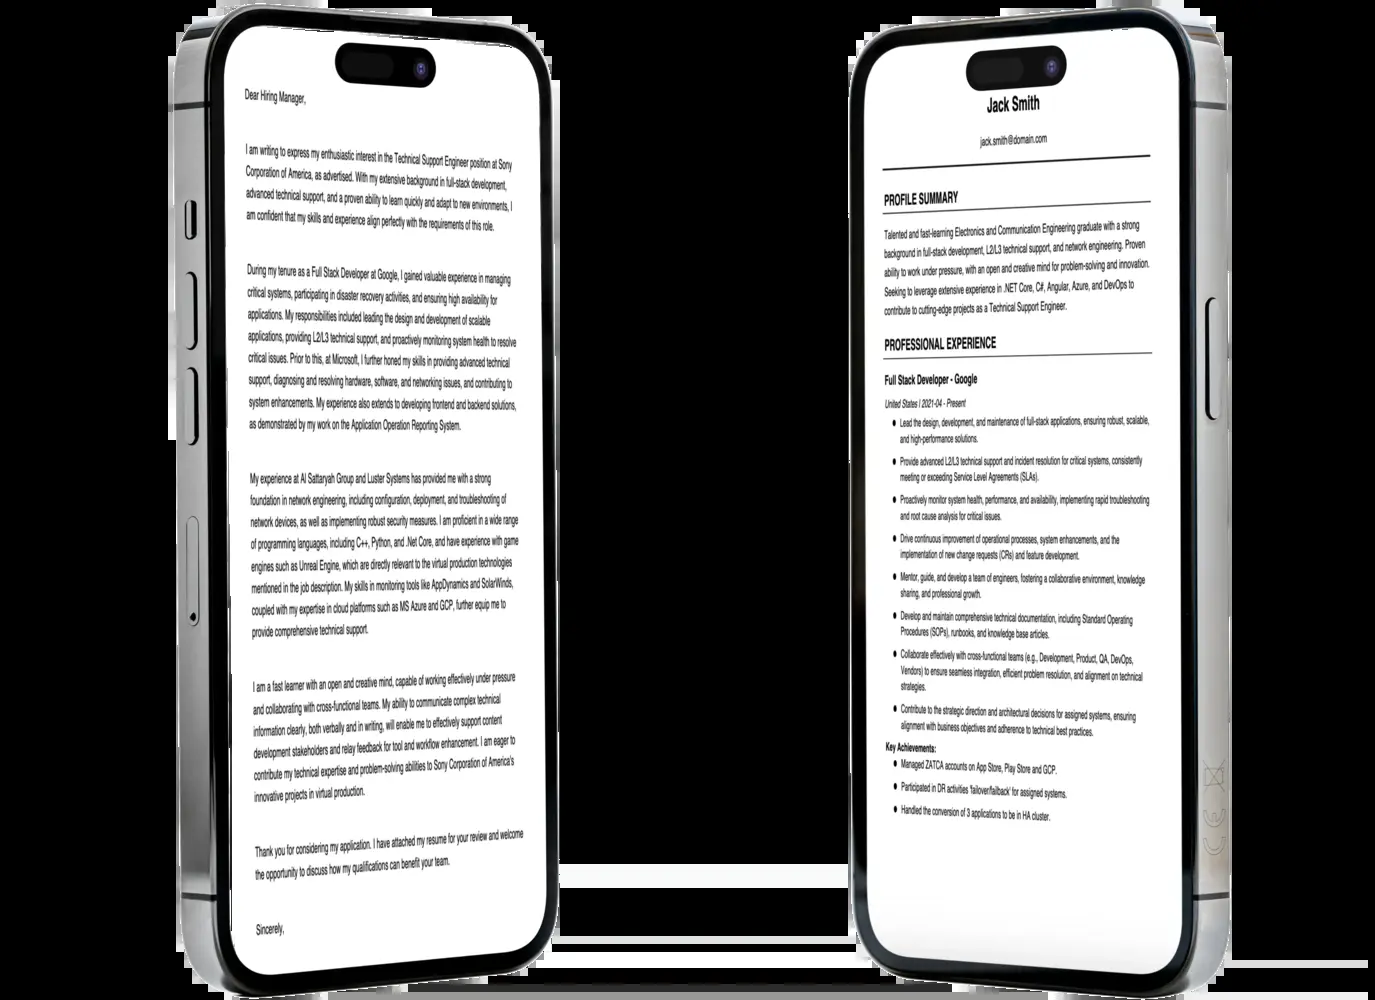 Dear Hiring Manager,
I am writing to express my enthusiastic interest in the Technical Support Engineer position at Sony
Corporation of America, as advertised. With my extensive background in full-stack development,
advanced technical support, and a proven ability to learn quickly and adapt to new environments, I
am confident that my skills and experience align perfectly with the requirements of this role.
During my tenure as a Full Stack Developer at Google, I gained valuable experience in managing
critical systems, participating in disaster recovery activities, and ensuring high availability for
applications. My responsibilities included leading the design and development of scalable
applications, providing L2/L3 technical support, and proactively monitoring system health to resolve
critical issues. Prior to this, at Microsoft, I further honed my skills in providing advanced technical
support, diagnosing and resolving hardware, software, and networking issues, and contributing to
system enhancements. My experience also extends to developing frontend and backend solutions,
as demonstrated by my work on the Application Operation Reporting System.
My experience at Al Sattaryah Group and Luster Systems has provided me with a strong
foundation in network engineering, including configuration, deployment, and troubleshooting of
network devices, as well as implementing robust security measures. I am proficient in a wide range
of programming languages, including C++, Python, and .Net Core, and have experience with game
engines such as Unreal Engine, which are directly relevant to the virtual production technologies
mentioned in the job description. My skills in monitoring tools like AppDynamics and SolarWinds,
coupled with my expertise in cloud platforms such as MS Azure and GCP, further equip me to
provide comprehensive technical support.
I am a fast learner with an open and creative mind, capable of working effectively under pressure
and collaborating with cross-functional teams. My ability to communicate complex technical
information clearly, both verbally and in writing, will enable me to effectively support content
development stakeholders and relay feedback for tool and workflow enhancement. I am eager to
contribute my technical expertise and problem-solving abilities to Sony Corporation of America's
innovative projects in virtual production.
Thank you for considering my application. I have attached my resume for your review and welcome
the opportunity to discuss how my qualifications can benefit your team.
Sincerely,
Jack Smith
jack.smith@domain.com
PROFILE SUMMARY
Talented and fast-learning Electronics and Communication Engineering graduate with a strong
background in full-stack development, L2/L3 technical support, and network engineering. Proven
ability to work under pressure, with an open and creative mind for problem-solving and innovation.
Seeking to leverage extensive experience in .NET Core, C#, Angular, Azure, and DevOps to
contribute to cutting-edge projects as a Technical Support Engineer.
PROFESSIONAL EXPERIENCE
Full Stack Developer - Google
United States | 2021-04 - Present
● Lead the design, development, and maintenance of full-stack applications, ensuring robust, scalable,
and high-performance solutions.
● Provide advanced L2/L3 technical support and incident resolution for critical systems, consistently
meeting or exceeding Service Level Agreements (SLAs).
● Proactively monitor system health, performance, and availability, implementing rapid troubleshooting
and root cause analysis for critical issues.
● Drive continuous improvement of operational processes, system enhancements, and the
implementation of new change requests (CRs) and feature development.
● Mentor, guide, and develop a team of engineers, fostering a collaborative environment, knowledge
sharing, and professional growth.
● Develop and maintain comprehensive technical documentation, including Standard Operating
Procedures (SOPs), runbooks, and knowledge base articles.
● Collaborate effectively with cross-functional teams (e.g., Development, Product, QA, DevOps,
Vendors) to ensure seamless integration, efficient problem resolution, and alignment on technical
strategies.
● Contribute to the strategic direction and architectural decisions for assigned systems, ensuring
alignment with business objectives and adherence to technical best practices.
Key Achievements:
● Managed ZATCA accounts on App Store, Play Store and GCP.
● Participated in DR activities 'failover/failback' for assigned systems.
● Handled the conversion of 3 applications to be in HA cluster.
CE